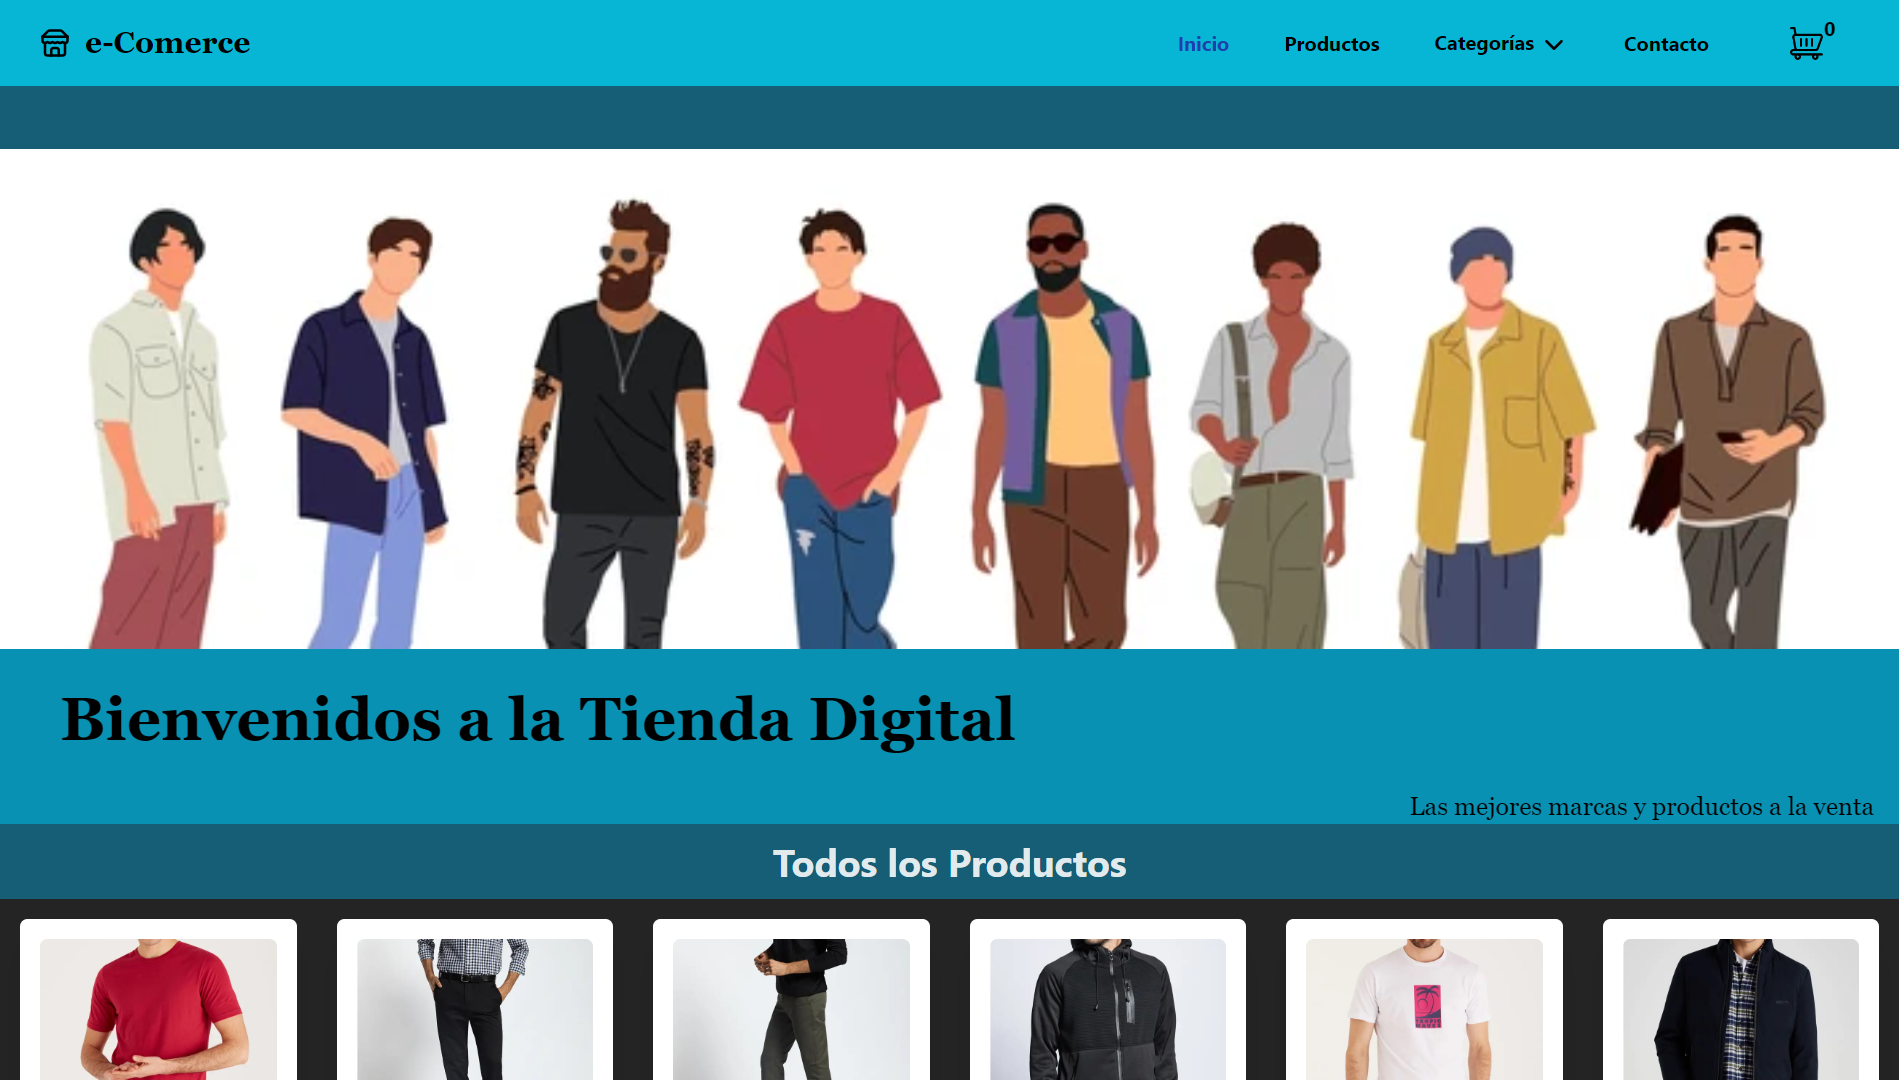 e-Comerce
Inicio
Productos
Categorías
Contacto
0
Bienvenidos a la Tienda Digital
Las mejores marcas y productos a la venta
Todos los Productos